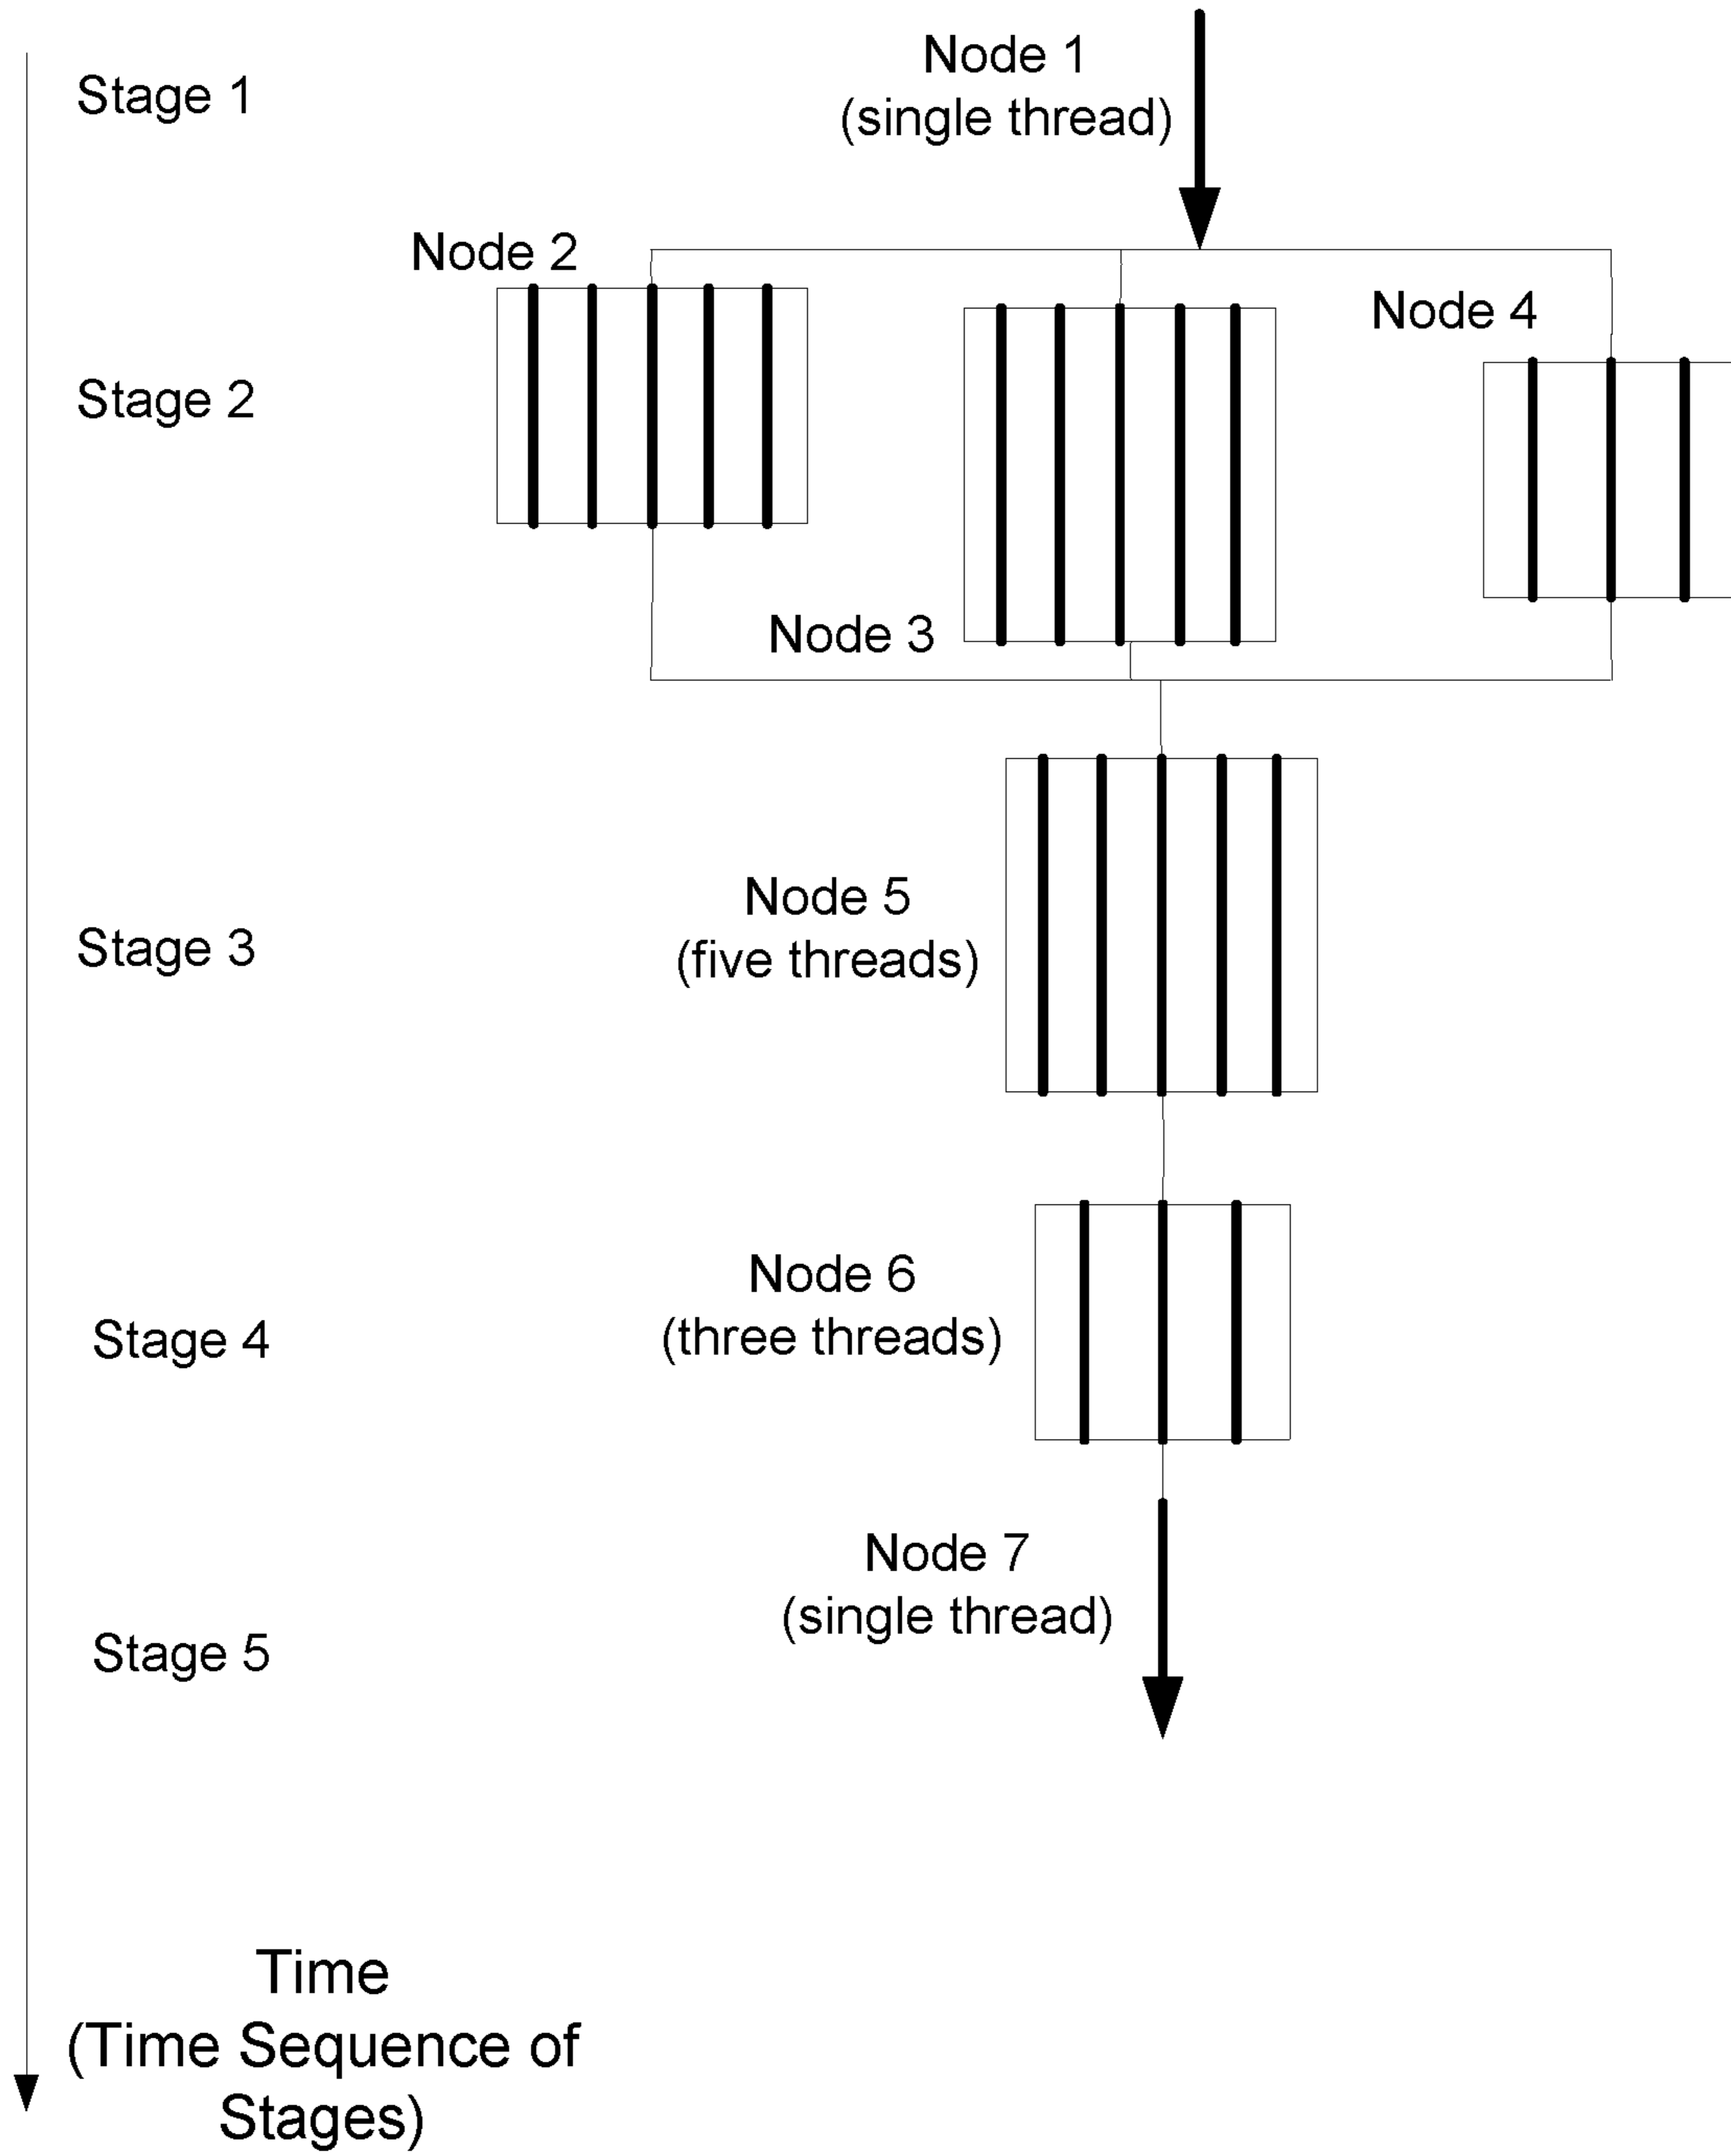 Node 1
(single thread)
Stage 1
Node 2
Node 4
Stage 2
Node 3
Node 5
(five threads)
Stage 3
Node 6
(three threads)
Stage 4
Node 7
(single thread)
Stage 5
Time
(Time Sequence of
Stages)